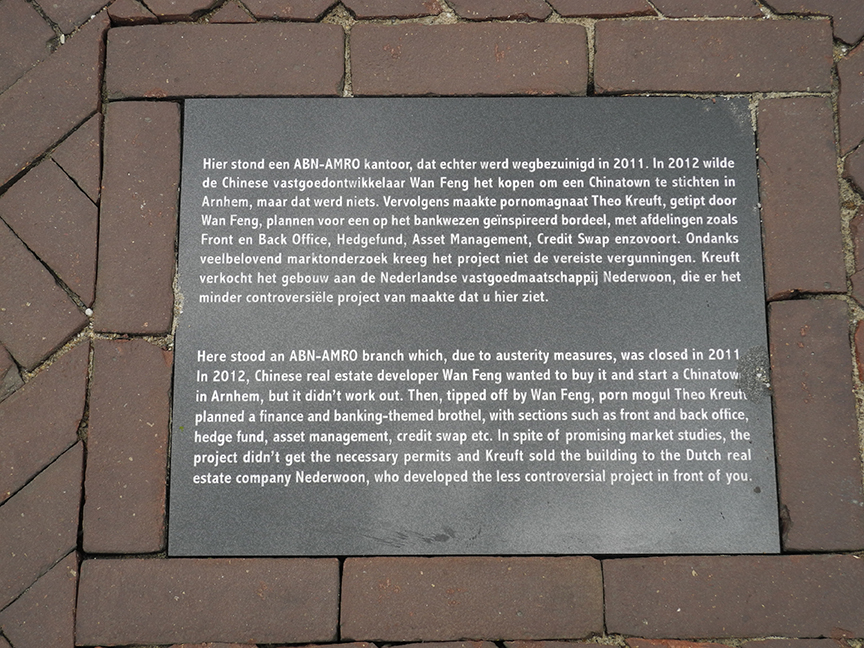 Hier stond een ABN-AMRO kantoor, dat echter werd wegbezuinigd in 2011. In 2012 wilde
de Chinese vastgoedontwikkelaar Wan Feng het kopen om een Chinatown te stichten in
Arnhem, maar dat werd niets. Vervolgens maakte pornomagnaat Theo Kreuft, getipt door
Wan Feng, plannen voor een op het bankwezen geïnspireerd bordeel, met afdelingen zoals
Front en Back Office, Hedgefund, Asset Management, Credit Swap enzovoort. Ondanks
veelbelovend marktonderzoek kreeg het project niet de vereiste vergunningen. Kreuft
verkocht het gebouw aan de Nederlandse vastgoedmaatschappij Nederwoon, die er het
minder controversiële project van maakte dat u hier ziet.
Here stood an ABN-AMRO branch which, due to austerity measures, was closed in 2011
In 2012, Chinese real estate developer Wan Feng wanted to buy it and start a Chinatow
in Arnhem, but it didn't work out. Then, tipped off by Wan Feng, porn mogul Theo Kreuft
planned a finance and banking-themed brothel, with sections such as front and back office,
hedge fund, asset management, credit swap etc. In spite of promising market studies, the
project didn't get the necessary permits and Kreuft sold the building to the Dutch real
estate company Nederwoon, who developed the less controversial project in front of you.